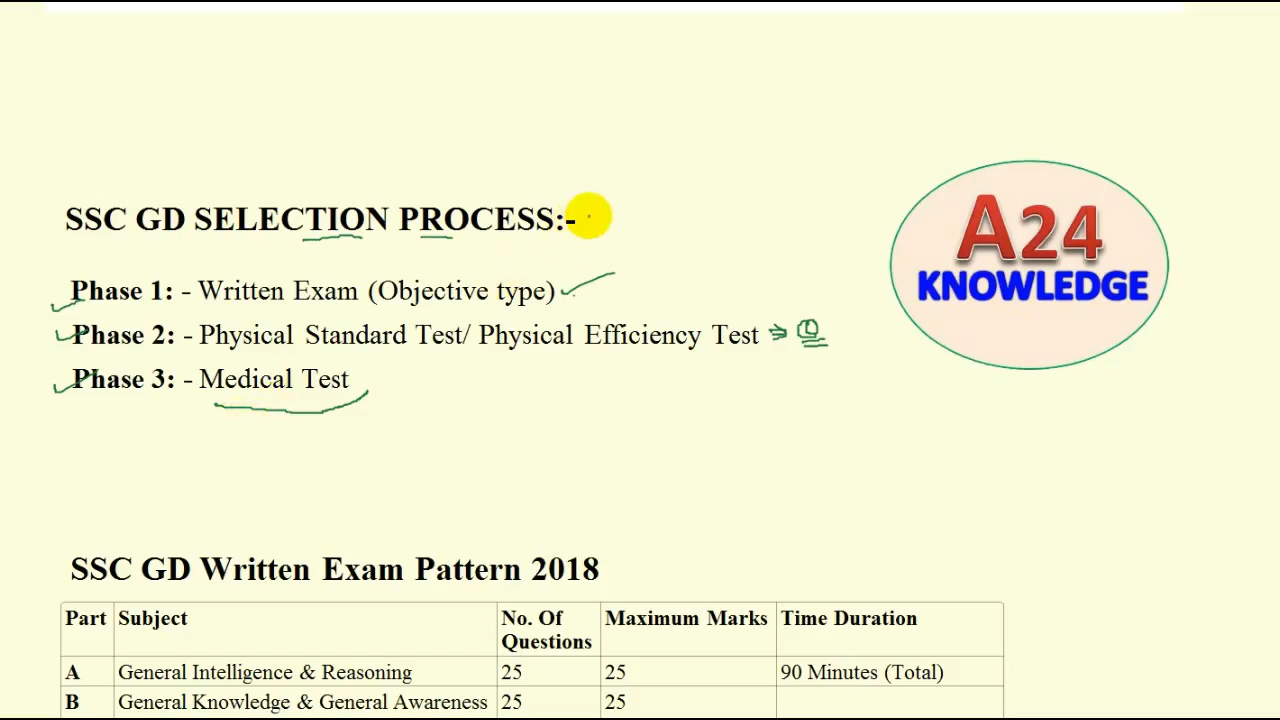 SSC GD SELECTION PROCESS:-
A24
KNOWLEDGE
Phase 1: - Written Exam (Objective type)
Phase 2: - Physical Standard Test/ Physical Efficiency Test
Phase 3: - Medical Test
SSC GD Written Exam Pattern 2018
Part Subject No. Of Questions Maximum Marks Time Duration
A General Intelligence & Reasoning 25 25 90 Minutes (Total)
B General Knowledge & General Awareness 25 25